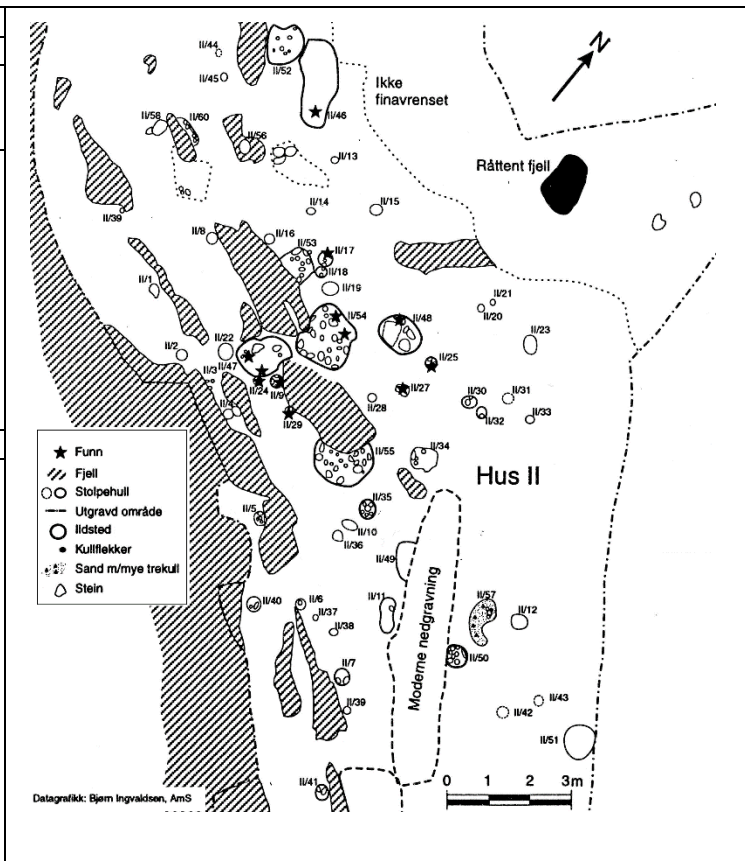 II/44
II/45
II/52
Ikke
finavrenset
N
II/46
II/58
II/60
II/56
II/13
Råttent fjell
II/39
II/14
II/15
II/8
II/16
II/53
II/17
II/18
II/19
II/1
II/21
II/20
II/54
II/48
II/23
II/2
II/22
II/47
II/3
II/24
II/9
II/25
II/27
II/4
II/29
II/28
II/30
II/31
II/32
II/33
Funn
Fjell
Stolpehull
Utgravd område
Ildsted
Kullflekker
Sand m/mye trekull
Stein
II/55
II/34
Hus II
II/5
II/35
II/10
II/36
II/49
II/40
II/6
II/37
II/38
II/11
II/57
II/12
II/50
II/7
II/39
Moderne nedgravning
II/43
II/42
II/51
II/41
0 1 2 3m
Datagrafikk: Bjørn Ingvaldsen, AmS